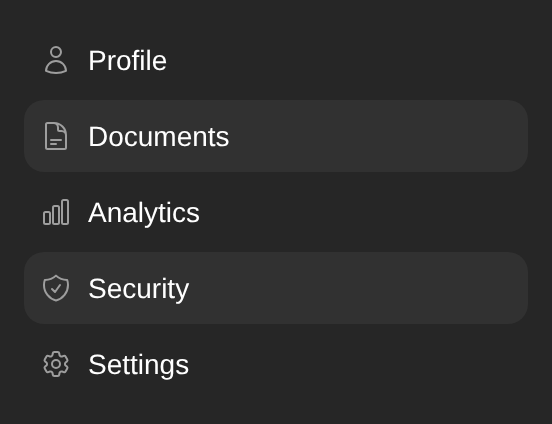 Profile
Documents
Analytics
Security
Settings